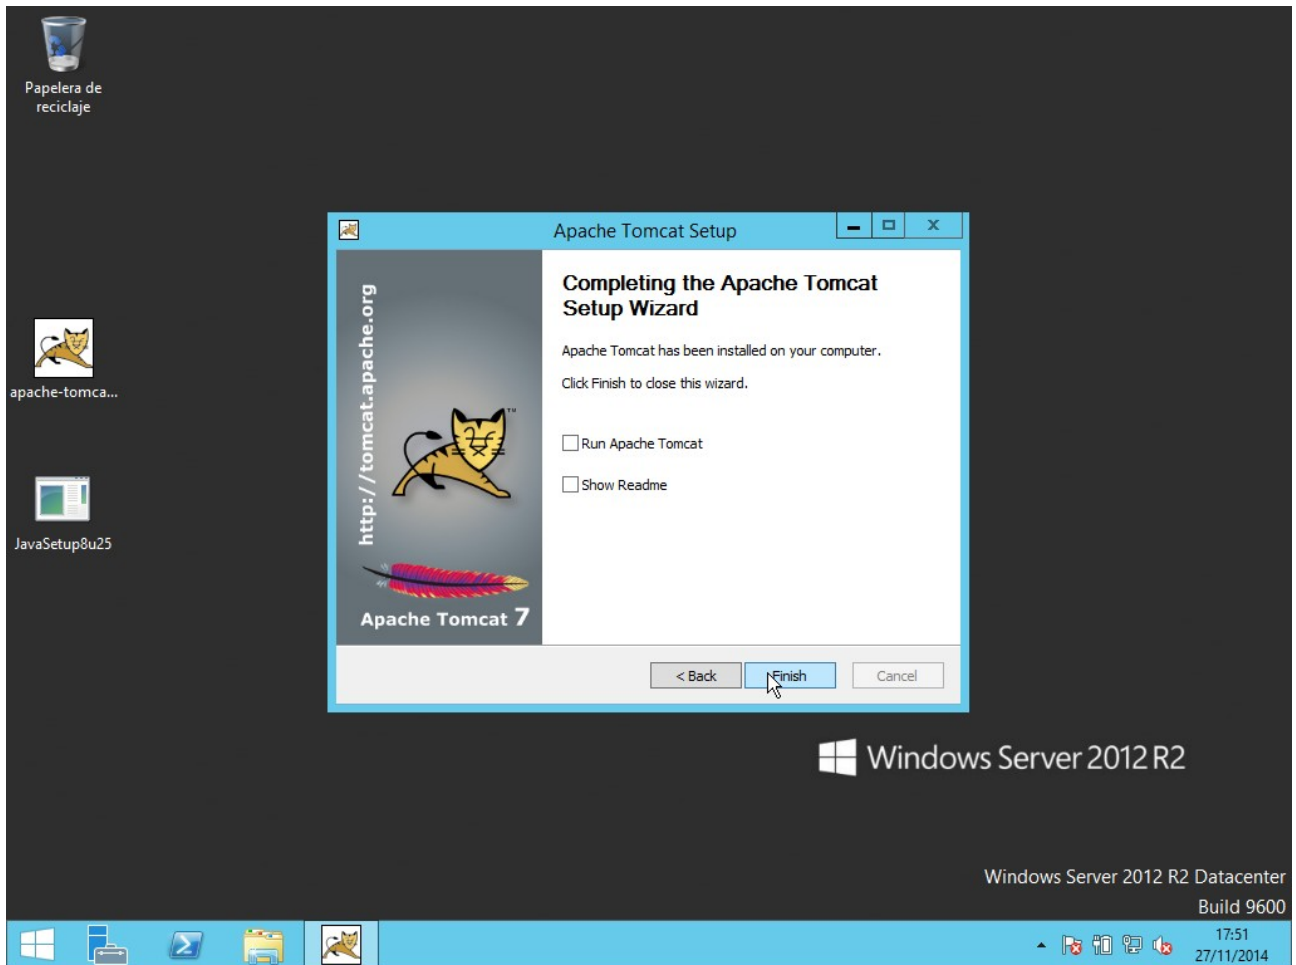 Papelera de
reciclaje
apache-tomca...
JavaSetup8u25
Apache Tomcat Setup
http://tomcat.apache.org
TM
Apache Tomcat 7
Completing the Apache Tomcat
Setup Wizard
Apache Tomcat has been installed on your computer.
Click Finish to close this wizard.
Run Apache Tomcat
Show Readme
< Back
Finish
Cancel
Windows Server 2012 R2
Windows Server 2012 R2 Datacenter
Build 9600
17:51
27/11/2014